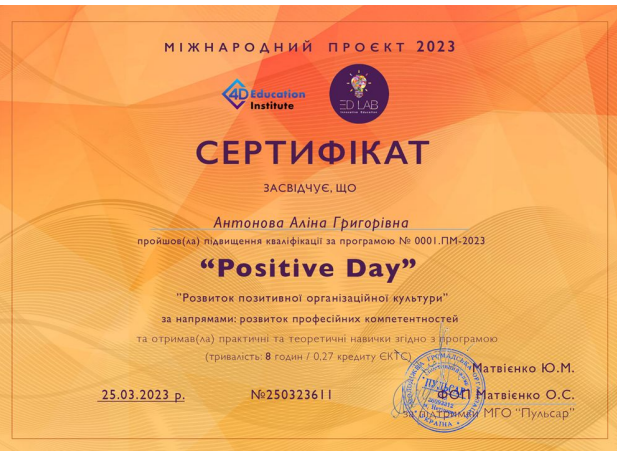 МІЖНАРОДНИЙ ПРОЄКТ 2023
4D Education
Institute
ED LAB
СЕРТИФІКАТ
ЗАСВІДЧУЄ, ЩО
Антонова Аліна Григорівна
пройшов(ла) підвищення кваліфікації за програмою № 0001.ПМ-2023
“Positive Day”
"Розвиток позитивної організаційної культури"
за напрямами: розвиток професійних компетентностей
та отримав(ла) практичні та теоретичні навички згідно з програмою
(тривалість: 8 годин / 0,27 кредиту ЄКТС)
Матвієнко Ю.М.
25.03.2023 р.
№250323611
ФОП Матвієнко О.С.
за підтримки МГО “Пульсар”
ПУЛЬСАР
УКРАЇНА